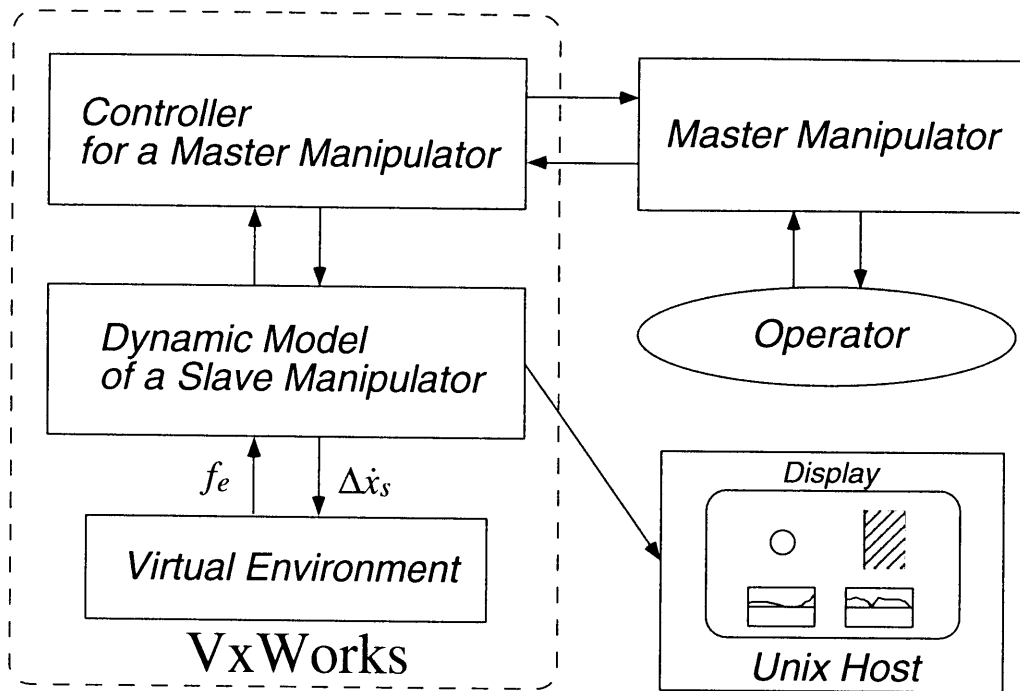 Controller
for a Master Manipulator
Master Manipulator
Dynamic Model
of a Slave Manipulator
Operator
f_e
Δẋ_s
Virtual Environment
VxWorks
Display
Unix Host